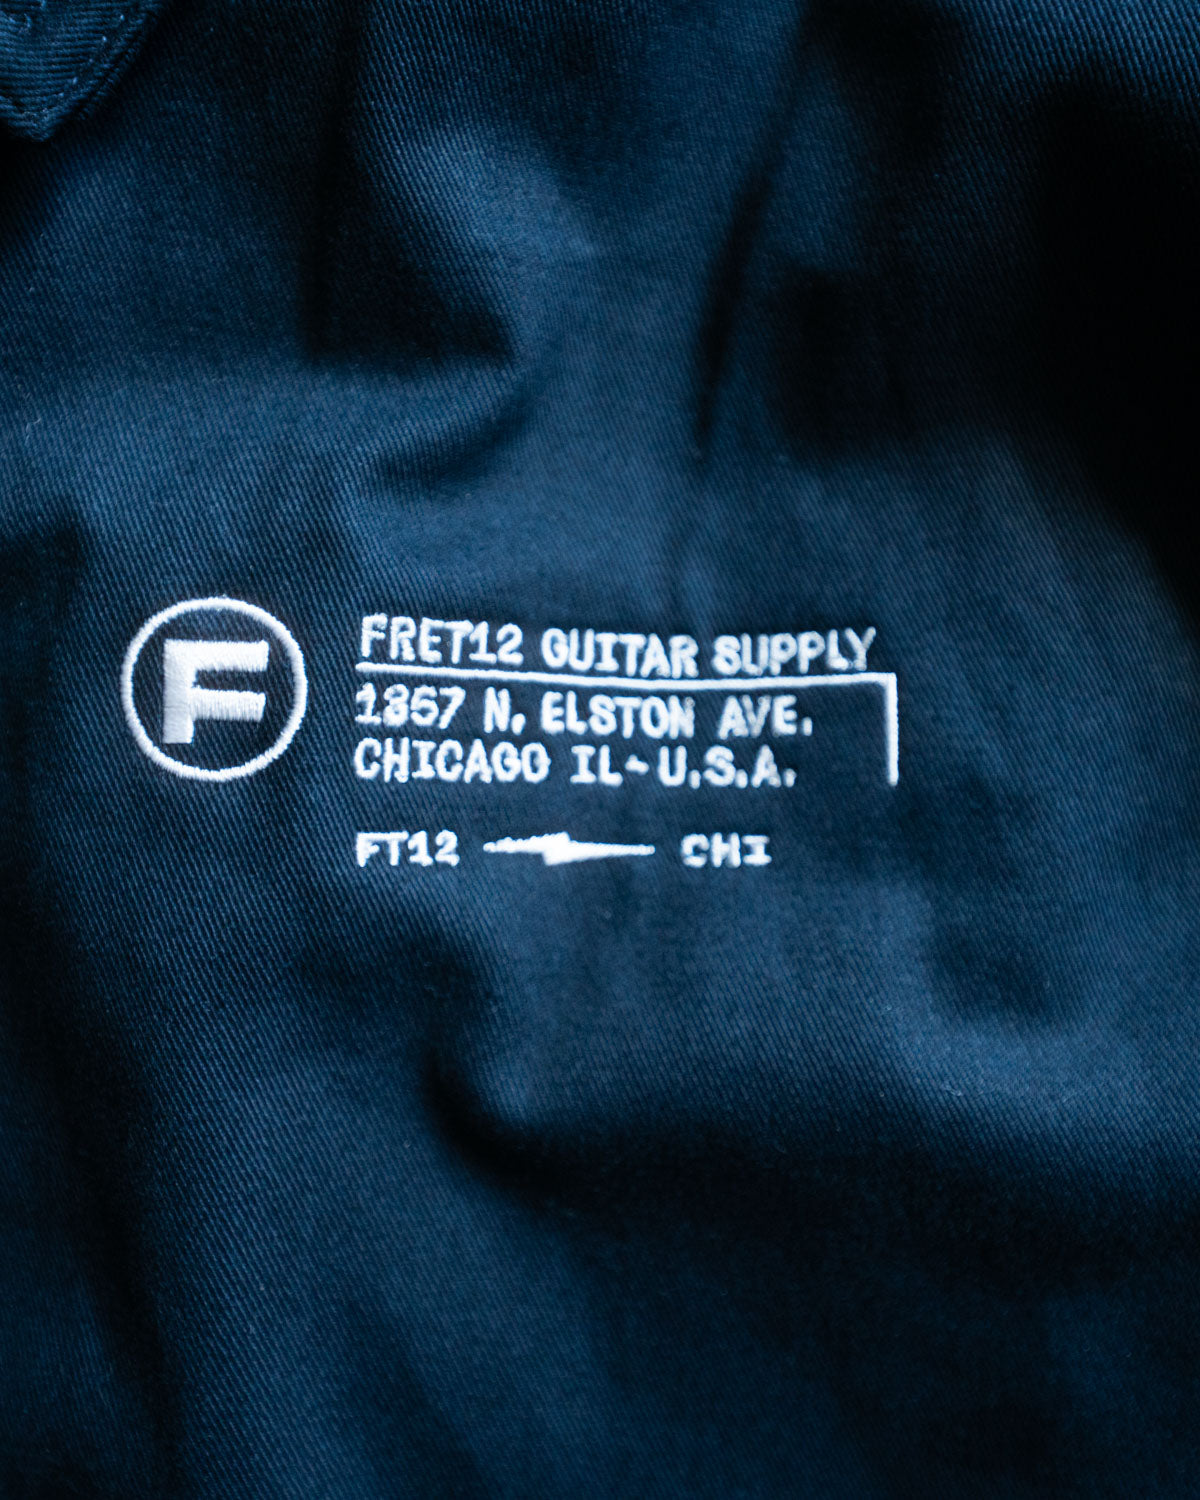 F
FRET12 GUITAR SUPPLY
1357 N. ELSTON AVE.
CHICAGO IL~U.S.A.
FT12 CHI